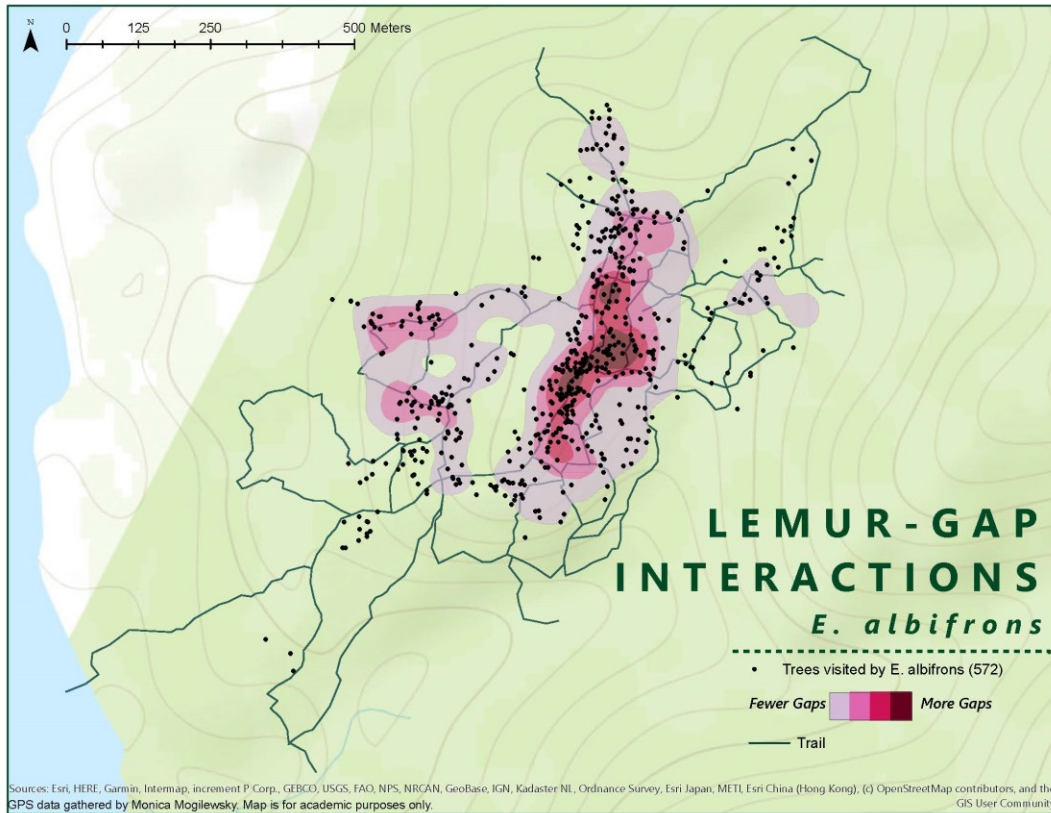 N
0 125 250 500 Meters
LEMUR-GAP
INTERACTIONS
E. albifrons
Trees visited by E. albifrons (572)
Fewer Gaps More Gaps
Trail
Sources: Esri, HERE, Garmin, Intermap, increment P Corp., GEBCO, USGS, FAO, NPS, NRCAN, GeoBase, IGN, Kadaster NL, Ordnance Survey, Esri Japan, METI, Esri China (Hong Kong), (c) OpenStreetMap contributors, and the
GPS data gathered by Monica Mogilewsky. Map is for academic purposes only. GIS User Community